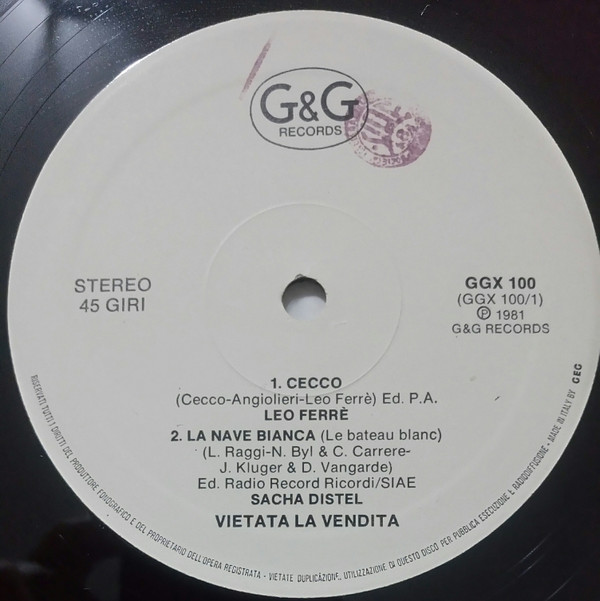 G&G
RECORDS
STEREO
45 GIRI
GGX 100
(GGX 100/1)
Ⓟ 1981
G&G RECORDS
1. CECCO
(Cecco-Angiolieri-Leo Ferrè) Ed. P.A.
LEO FERRÈ
2. LA NAVE BIANCA (Le bateau blanc)
(L. Raggi-N. Byl & C. Carrere-
J. Kluger & D. Vangarde)
Ed. Radio Record Ricordi/SIAE
SACHA DISTEL
VIETATA LA VENDITA
RISERVATI TUTTI I DIRITTI DEL PRODUTTORE FONOGRAFICO E DEL PROPRIETARIO DELL'OPERA REGISTRATA - VIETATE DUPLICAZIONE, UTILIZZAZIONE DI QUESTO DISCO PER PUBBLICA ESECUZIONE E RADIODIFFUSIONE - MADE IN ITALY BY GEG